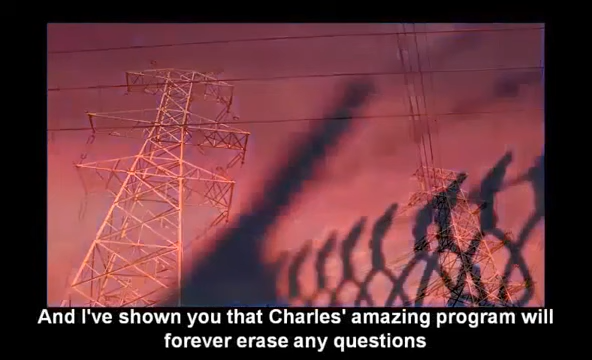 And I've shown you that Charles' amazing program will
forever erase any questions